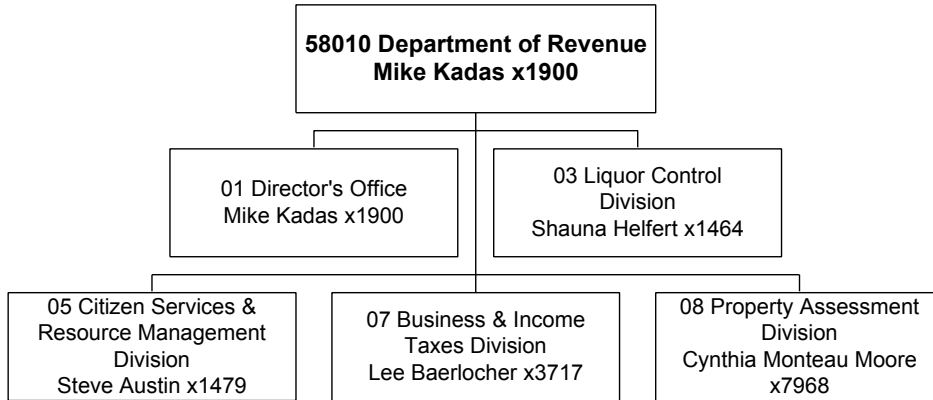 58010 Department of Revenue
Mike Kadas x1900
01 Director's Office
Mike Kadas x1900
03 Liquor Control
Division
Shauna Helfert x1464
05 Citizen Services &
Resource Management
Division
Steve Austin x1479
07 Business & Income
Taxes Division
Lee Baerlocher x3717
08 Property Assessment
Division
Cynthia Monteau Moore
x7968